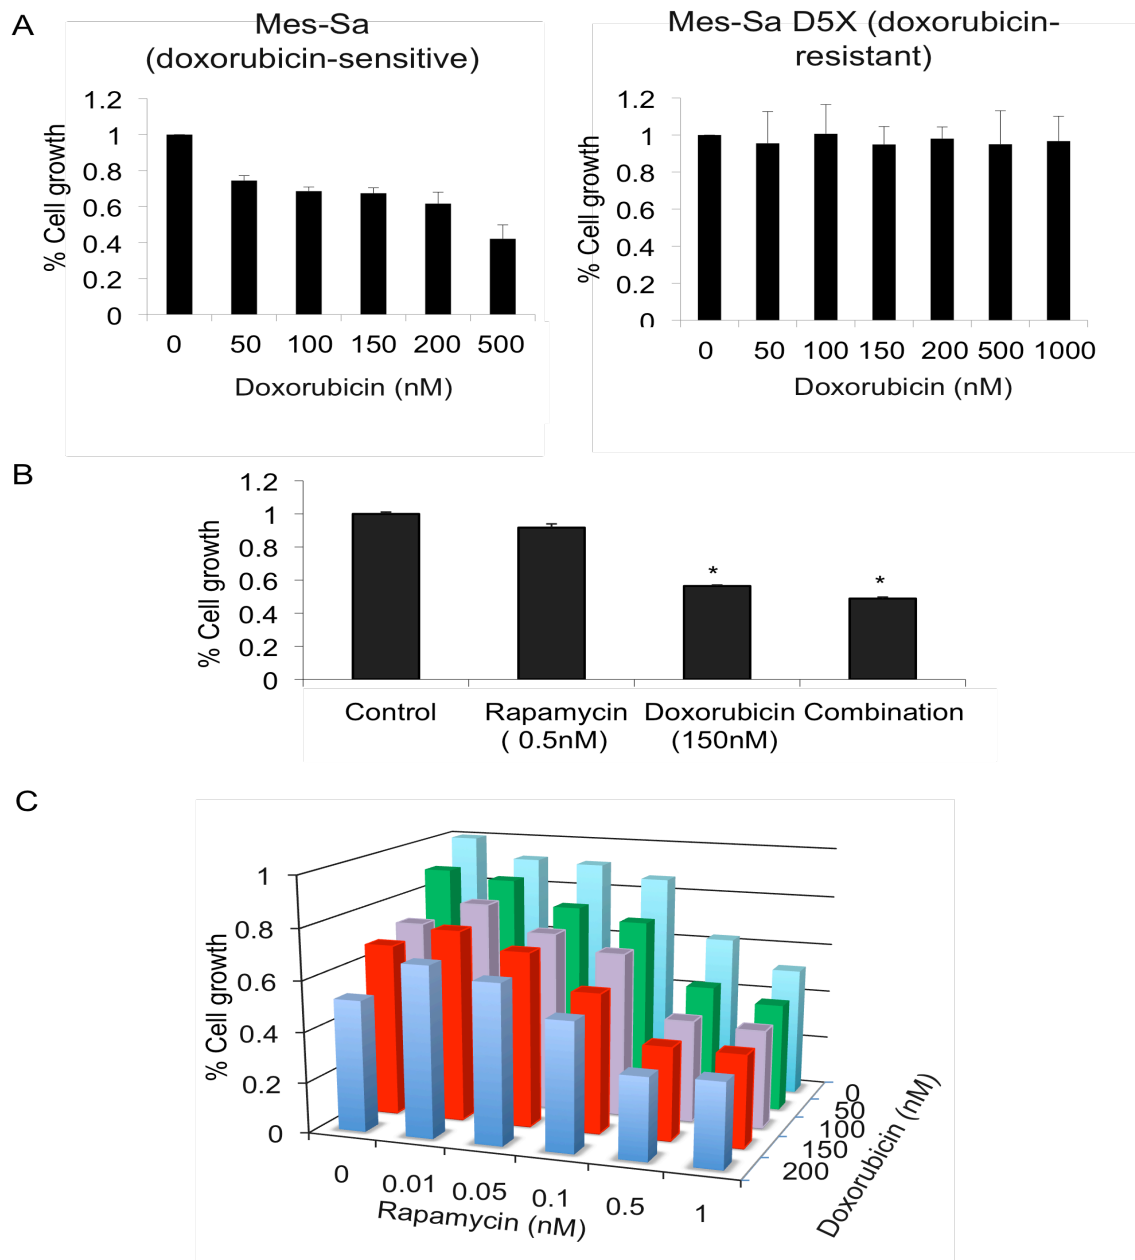 A
Mes-Sa
(doxorubicin-sensitive)
% Cell growth
1.2
1
0.8
0.6
0.4
0.2
0
0 50 100 150 200 500
Doxorubicin (nM)
Mes-Sa D5X (doxorubicin-
resistant)
% Cell growth
1.2
1
0.8
0.6
0.4
0.2
0
0 50 100 150 200 500 1000
Doxorubicin (nM)
B
% Cell growth
1.2
1
0.8
0.6
0.4
0.2
0
* *
Control Rapamycin Doxorubicin Combination
( 0.5nM) (150nM)
C
% Cell growth
1
0.8
0.6
0.4
0.2
0
0 0.01 0.05 0.1 0.5 1
Rapamycin (nM)
0
50
100
150
200
Doxorubicin (nM)